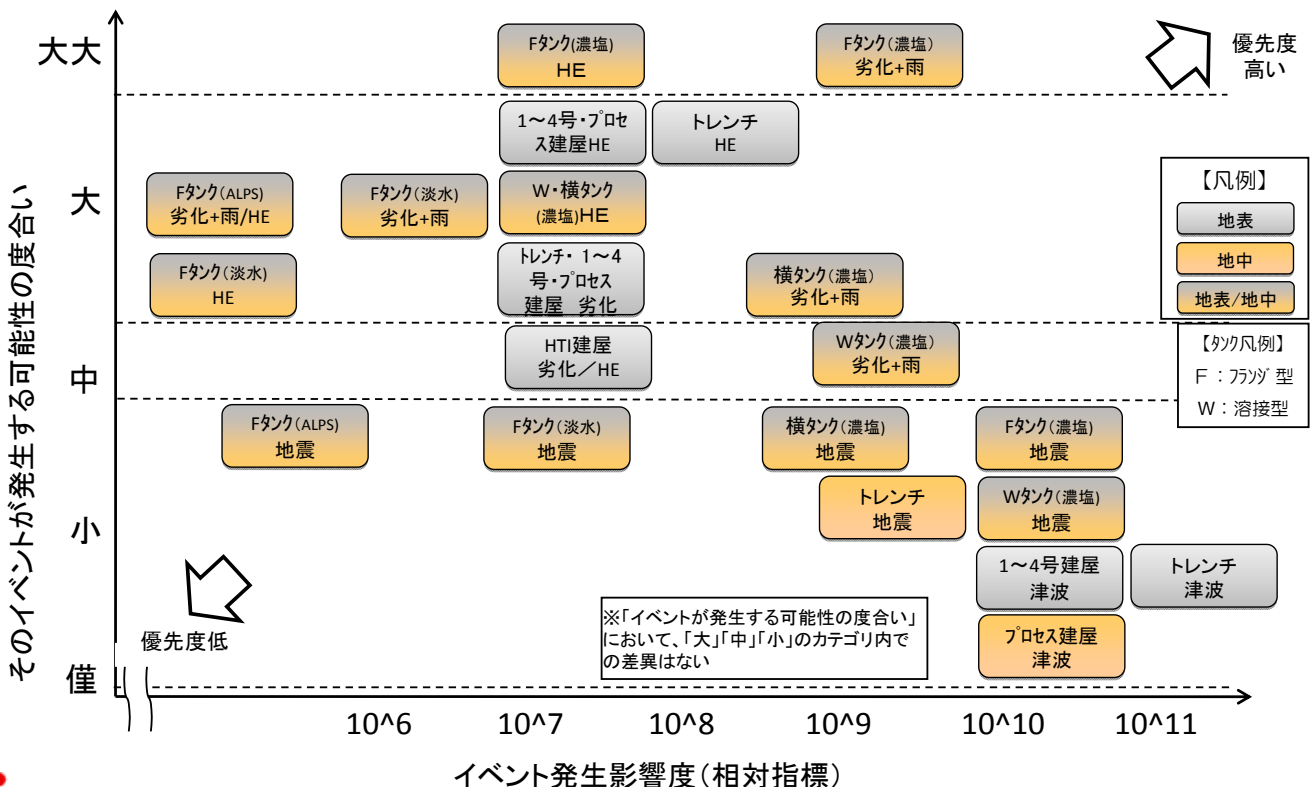 そのイベントが発生する可能性の度合い
大大
大
中
小
僅
Fタンク(濃塩)
HE
Fタンク(濃塩)
劣化+雨
優先度
高い
1～4号・プロセ
ス建屋HE
トレンチ
HE
Fタンク(ALPS)
劣化+雨/HE
Fタンク(淡水)
劣化+雨
W・横タンク
(濃塩)HE
Fタンク(淡水)
HE
トレンチ・1～4
号・プロセス
建屋 劣化
横タンク(濃塩)
劣化+雨
【凡例】
地表
地中
地表/地中
HTI建屋
劣化／HE
Wタンク(濃塩)
劣化+雨
【タンク凡例】
F：フランジ型
W：溶接型
Fタンク(ALPS)
地震
Fタンク(淡水)
地震
横タンク(濃塩)
地震
Fタンク(濃塩)
地震
トレンチ
地震
Wタンク(濃塩)
地震
1～4号建屋
津波
トレンチ
津波
プロセス建屋
津波
優先度低
※「イベントが発生する可能性の度合い」
において、「大」「中」「小」のカテゴリ内で
の差異はない
10^6
10^7
10^8
10^9
10^10
10^11
イベント発生影響度(相対指標)